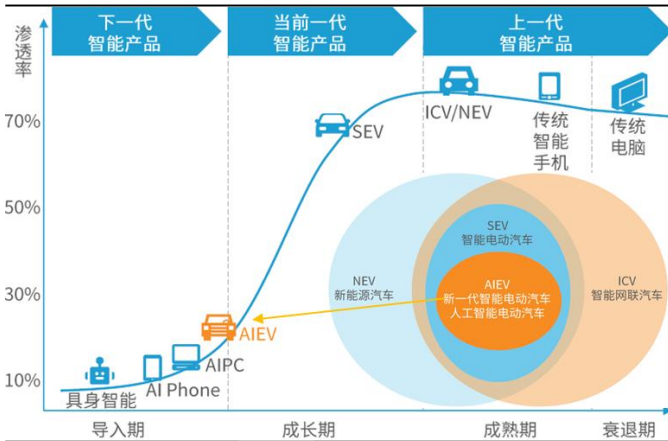 下一代
智能产品
当前一代
智能产品
上一代
智能产品
渗透率
70%
50%
30%
10%
SEV
ICV/NEV
传统
智能
手机
传统
电脑
SEV
智能电动汽车
NEV
新能源汽车
AIEV
新一代智能电动汽车
人工智能电动汽车
ICV
智能网联汽车
AIEV
AIPC
AI Phone
具身智能
导入期
成长期
成熟期
衰退期